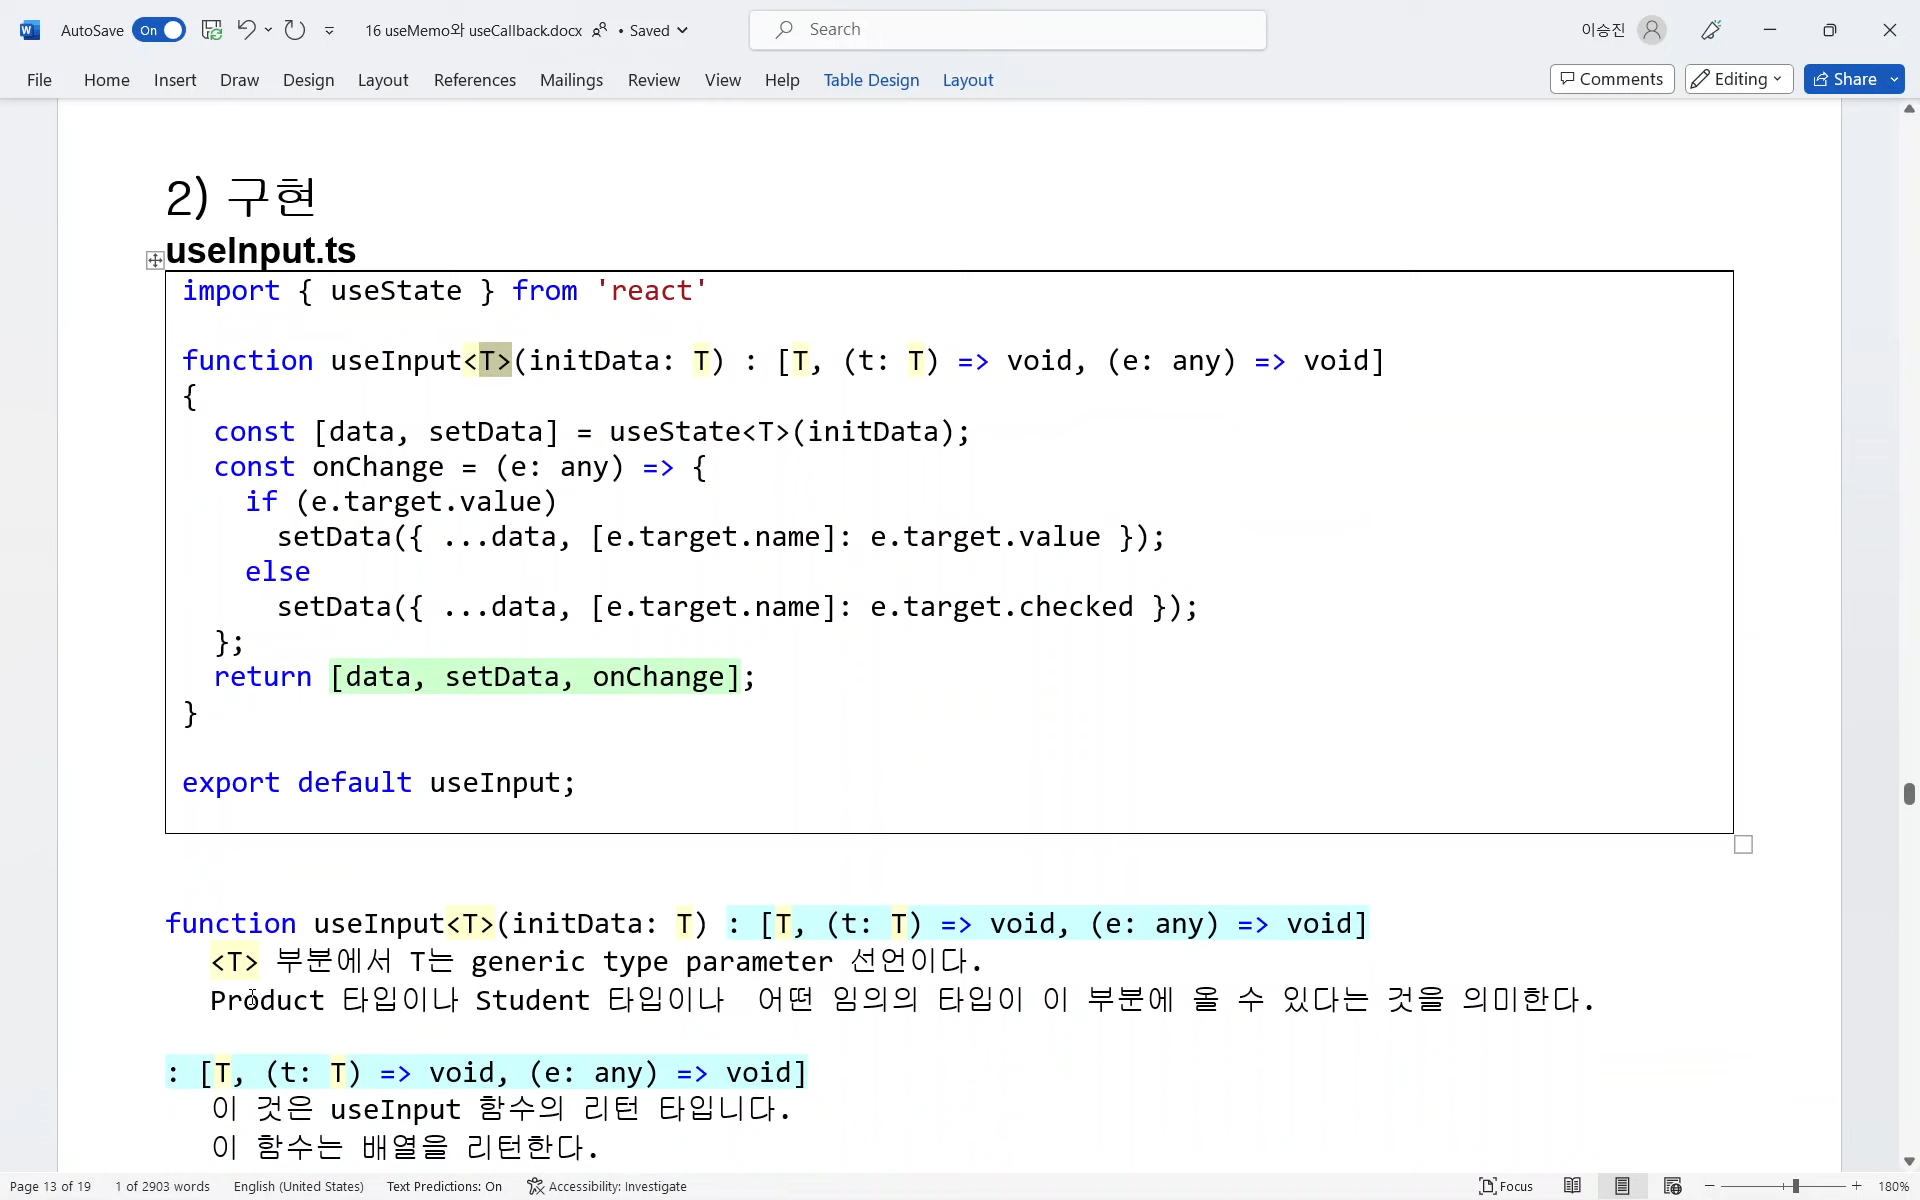 AutoSave On 16 useMemo와 useCallback.docx • Saved Search 이승진
File Home Insert Draw Design Layout References Mailings Review View Help Table Design Layout Comments Editing Share
2) 구현
useInput.ts
import { useState } from 'react'
function useInput<T>(initData: T) : [T, (t: T) => void, (e: any) => void]
{
const [data, setData] = useState<T>(initData);
const onChange = (e: any) => {
if (e.target.value)
setData({ ...data, [e.target.name]: e.target.value });
else
setData({ ...data, [e.target.name]: e.target.checked });
};
return [data, setData, onChange];
}
export default useInput;
function useInput<T>(initData: T) : [T, (t: T) => void, (e: any) => void]
<T> 부분에서 T는 generic type parameter 선언이다.
Product 타입이나 Student 타입이나 어떤 임의의 타입이 이 부분에 올 수 있다는 것을 의미한다.
: [T, (t: T) => void, (e: any) => void]
이 것은 useInput 함수의 리턴 타입니다.
이 함수는 배열을 리턴한다.
Page 13 of 19 1 of 2903 words English (United States) Text Predictions: On Accessibility: Investigate Focus 180%